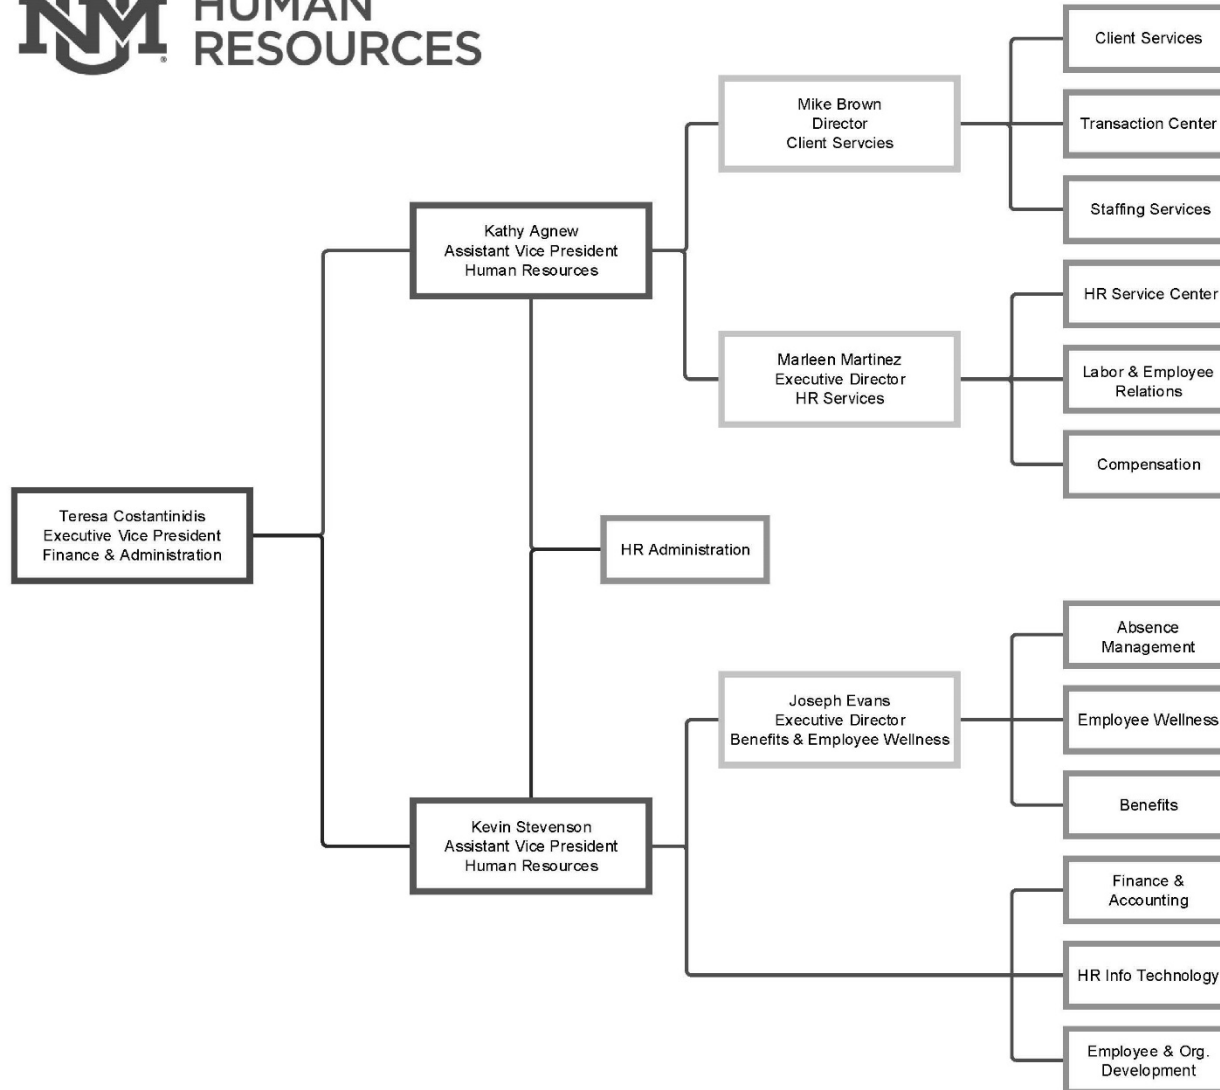 HUMAN
RESOURCES
Client Services
Mike Brown
Director
Client Servcies
Transaction Center
Staffing Services
Kathy Agnew
Assistant Vice President
Human Resources
HR Service Center
Marleen Martinez
Executive Director
HR Services
Labor & Employee
Relations
Compensation
Teresa Costantinidis
Executive Vice President
Finance & Administration
HR Administration
Absence
Management
Joseph Evans
Executive Director
Benefits & Employee Wellness
Employee Wellness
Benefits
Kevin Stevenson
Assistant Vice President
Human Resources
Finance &
Accounting
HR Info Technology
Employee & Org.
Development